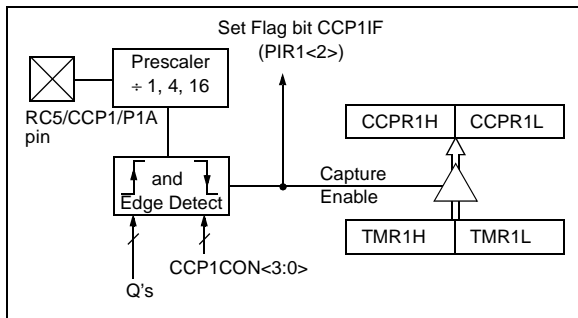 Set Flag bit CCP1IF
(PIR1<2>)
Prescaler
÷ 1, 4, 16
RC5/CCP1/P1A
pin
CCPR1H
CCPR1L
and
Edge Detect
Capture
Enable
TMR1H
TMR1L
CCP1CON<3:0>
Q's